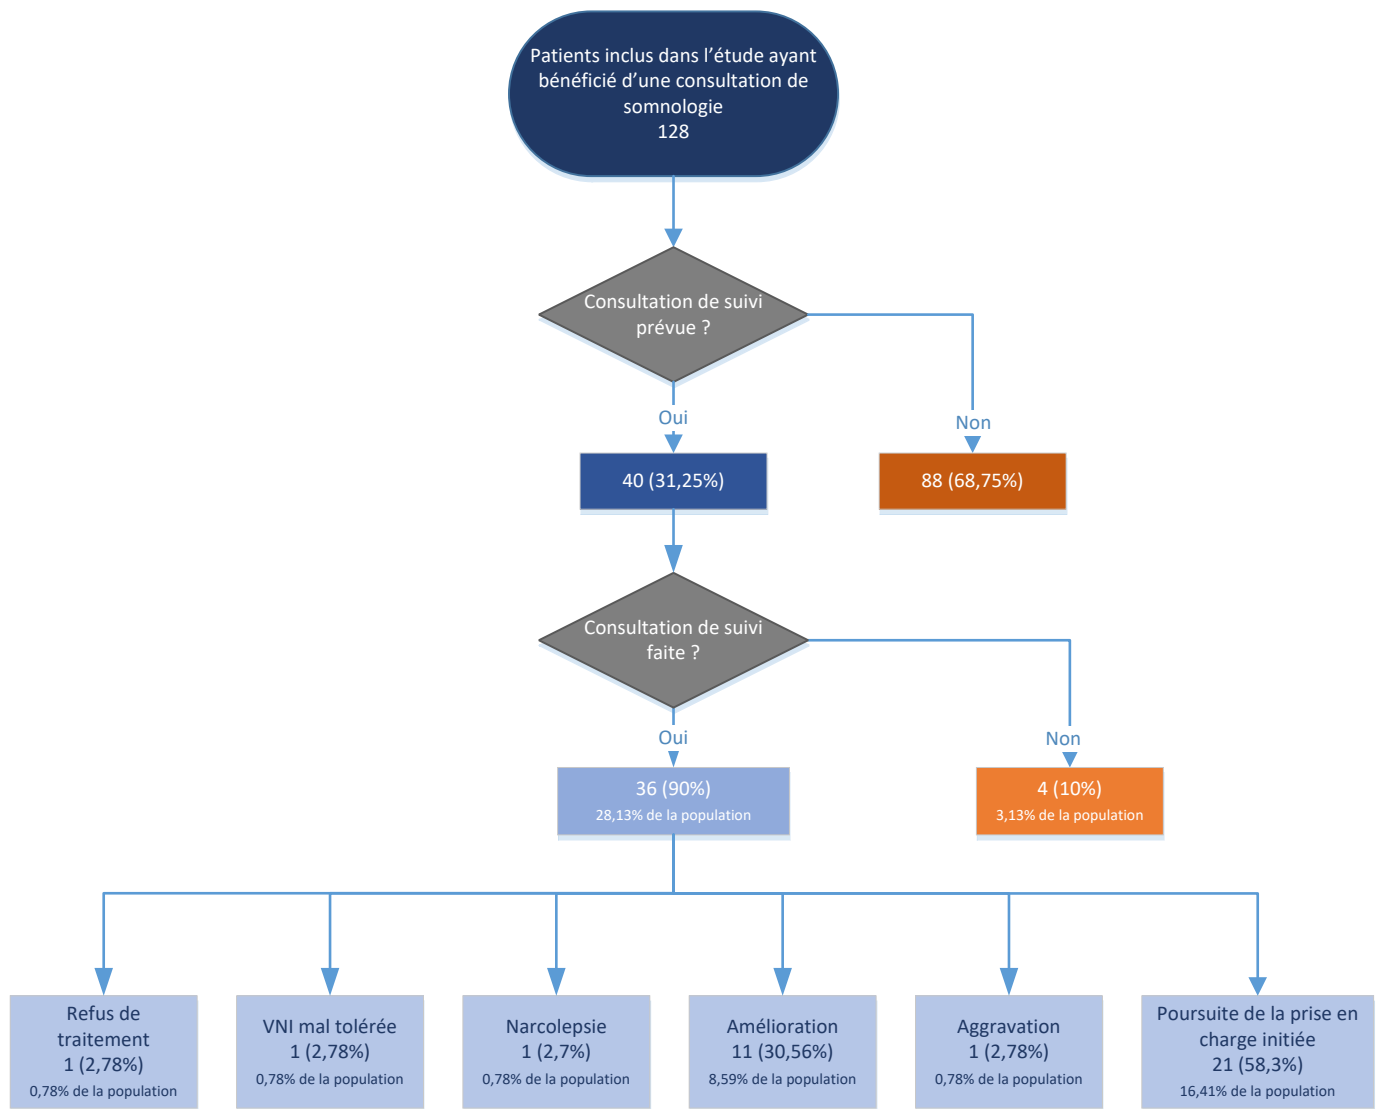 Patients inclus dans l’étude ayant
bénéficié d’une consultation de
somnologie
128
Consultation de suivi
prévue ?
Oui
Non
40 (31,25%)
88 (68,75%)
Consultation de suivi
faite ?
Oui
Non
36 (90%)
28,13% de la population
4 (10%)
3,13% de la population
Refus de
traitement
1 (2,78%)
0,78% de la population
VNI mal tolérée
1 (2,78%)
0,78% de la population
Narcolepsie
1 (2,7%)
0,78% de la population
Amélioration
11 (30,56%)
8,59% de la population
Aggravation
1 (2,78%)
0,78% de la population
Poursuite de la prise en
charge initiée
21 (58,3%)
16,41% de la population